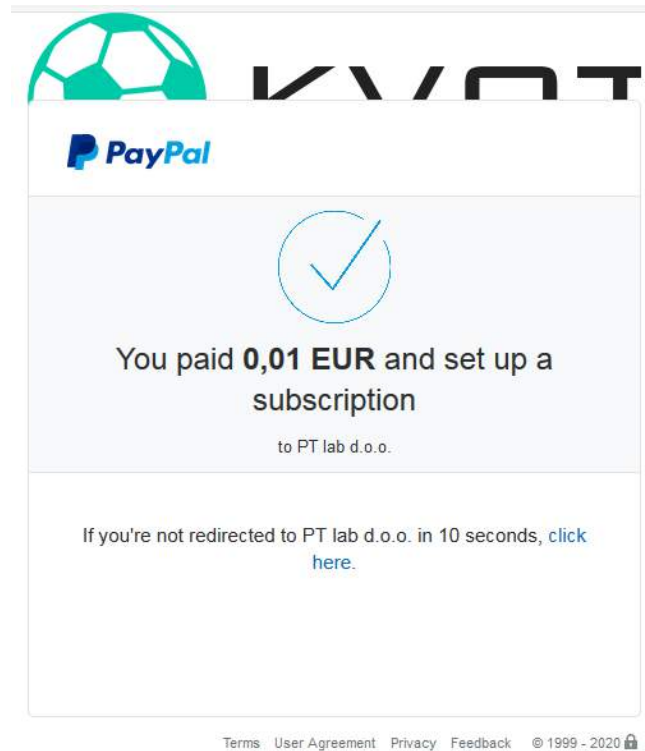 PayPal
You paid 0,01 EUR and set up a
subscription
to PT lab d.o.o.
If you're not redirected to PT lab d.o.o. in 10 seconds, click
here.
Terms User Agreement Privacy Feedback © 1999 - 2020